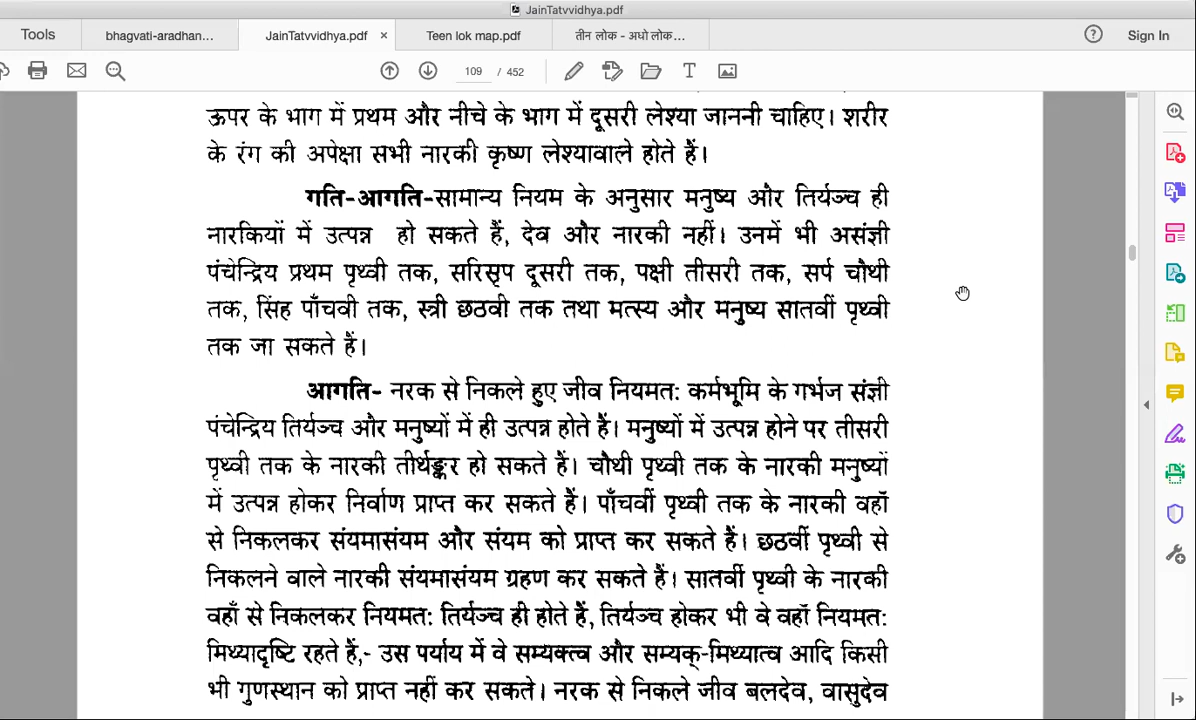 JainTatvvidhya.pdf
Tools bhagvati-aradhan... JainTatvvidhya.pdf × Teen lok map.pdf तीन लोक - अधो लोक... Sign In
109 / 452
ऊपर के भाग में प्रथम और नीचे के भाग में दूसरी लेश्या जाननी चाहिए। शरीर
के रंग की अपेक्षा सभी नारकी कृष्ण लेश्यावाले होते हैं।
गति-आगति-सामान्य नियम के अनुसार मनुष्य और तिर्यञ्च ही
नारकियों में उत्पन्न हो सकते हैं, देव और नारकी नहीं। उनमें भी असंज्ञी
पंचेन्द्रिय प्रथम पृथ्वी तक, सरिसृप दूसरी तक, पक्षी तीसरी तक, सर्प चौथी
तक, सिंह पाँचवी तक, स्त्री छठवी तक तथा मत्स्य और मनुष्य सातवीं पृथ्वी
तक जा सकते हैं।
आगति- नरक से निकले हुए जीव नियमत: कर्मभूमि के गर्भज संज्ञी
पंचेन्द्रिय तिर्यञ्च और मनुष्यों में ही उत्पन्न होते हैं। मनुष्यों में उत्पन्न होने पर तीसरी
पृथ्वी तक के नारकी तीर्थङ्कर हो सकते हैं। चौथी पृथ्वी तक के नारकी मनुष्यों
में उत्पन्न होकर निर्वाण प्राप्त कर सकते हैं। पाँचवीं पृथ्वी तक के नारकी वहाँ
से निकलकर संयमासंयम और संयम को प्राप्त कर सकते हैं। छठवीं पृथ्वी से
निकलने वाले नारकी संयमासंयम ग्रहण कर सकते हैं। सातवीं पृथ्वी के नारकी
वहाँ से निकलकर नियमत: तिर्यञ्च ही होते हैं, तिर्यञ्च होकर भी वे वहाँ नियमत:
मिथ्यादृष्टि रहते हैं,- उस पर्याय में वे सम्यक्त्व और सम्यक्-मिथ्यात्व आदि किसी
भी गुणस्थान को प्राप्त नहीं कर सकते। नरक से निकले जीव बलदेव, वासुदेव